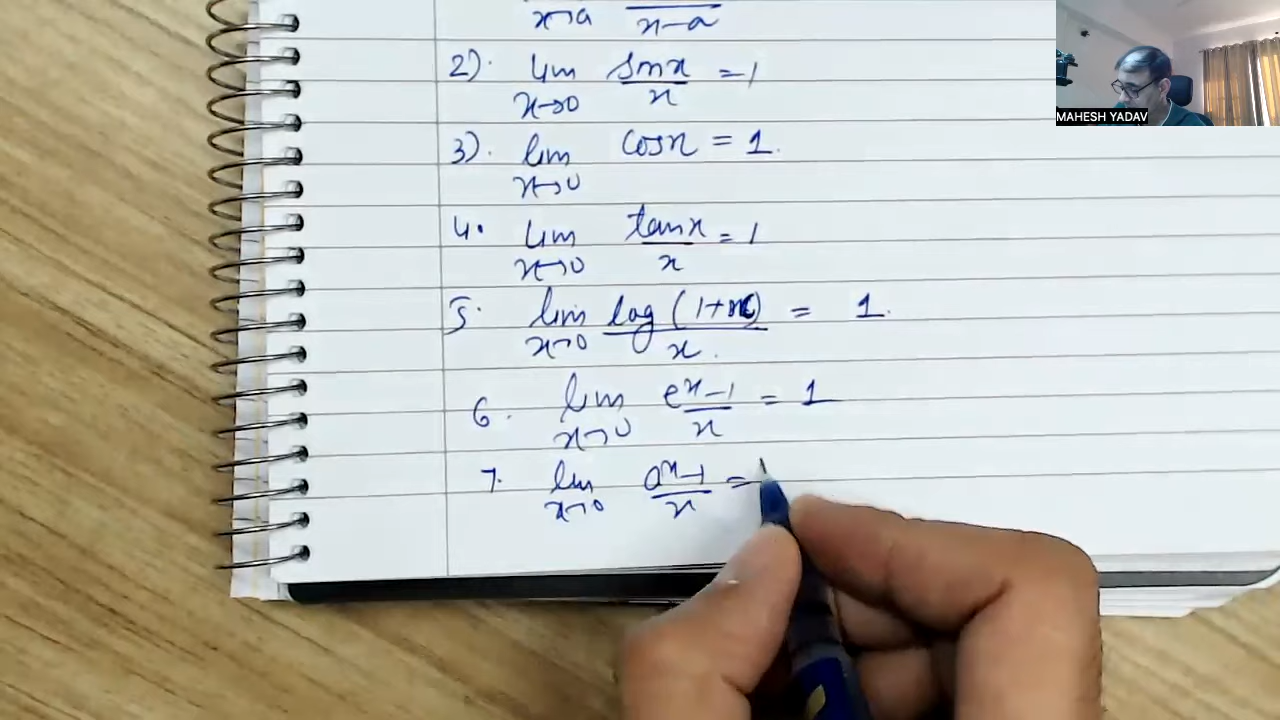 x→a x-a
2). lim sinx/x = 1
x→0
3). lim cosx = 1.
x→0
4. lim tanx/x = 1
x→0
5. lim log(1+x)/x. = 1.
x→0
6. lim e^x-1/x = 1
x→0
7. lim a^x-1/x =
x→0
MAHESH YADAV